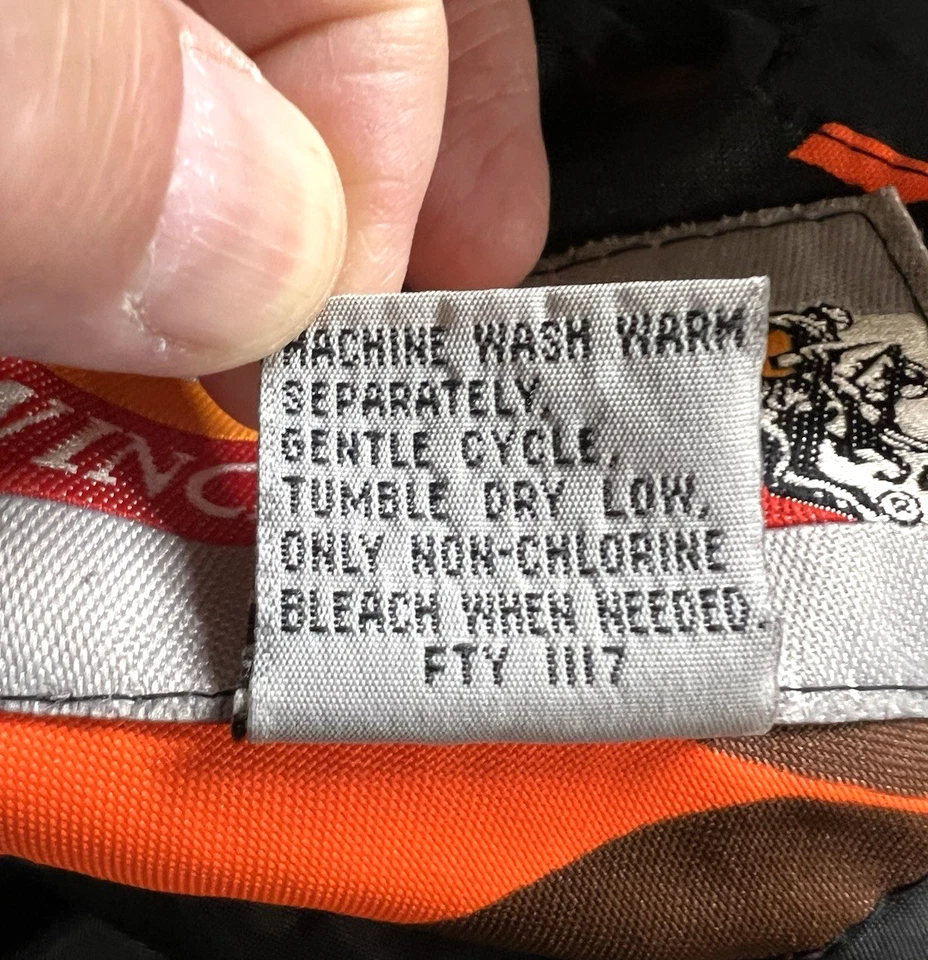 MACHINE WASH WARM
SEPARATELY,
GENTLE CYCLE,
TUMBLE DRY LOW,
ONLY NON-CHLORINE
BLEACH WHEN NEEDED.
FTY 1117
®